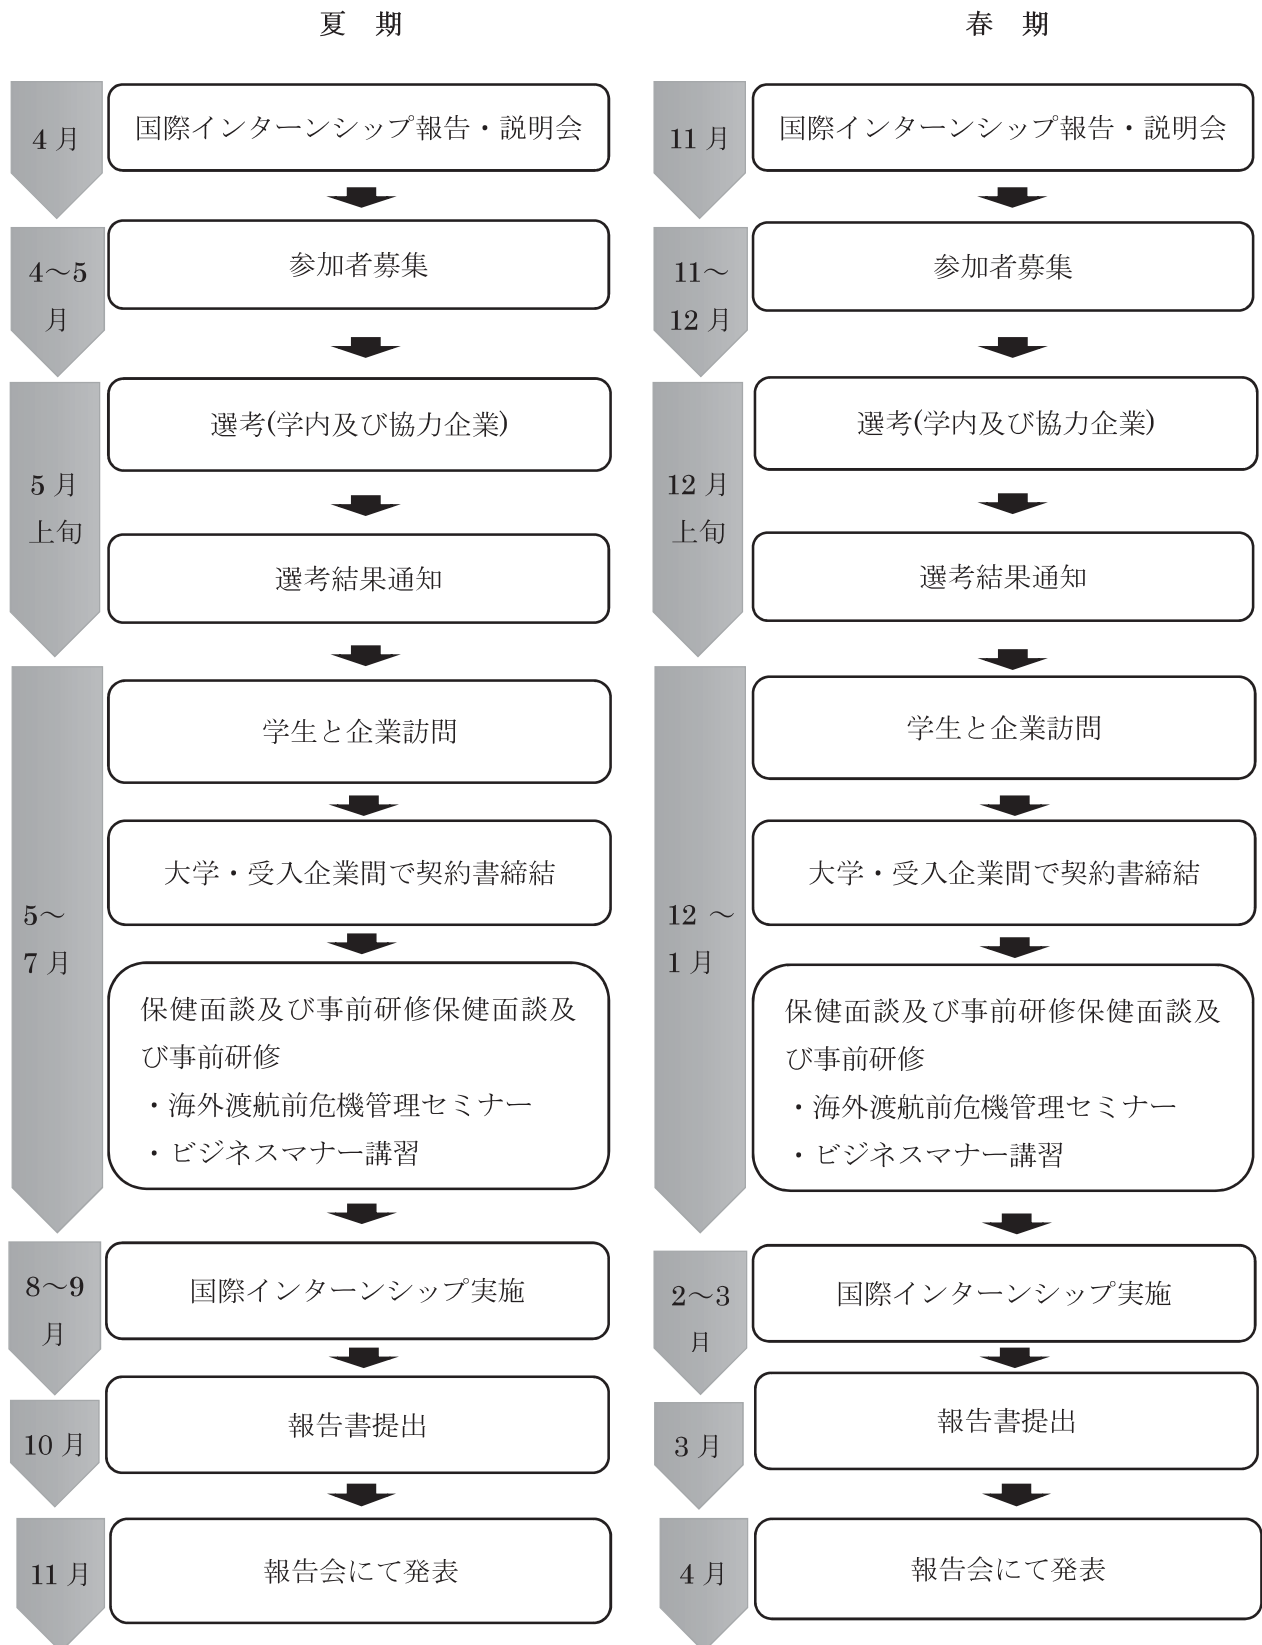 夏 期
4 月
国際インターンシップ報告・説明会
4～5
月
参加者募集
5 月
上旬
選考(学内及び協力企業)
選考結果通知
5～
7 月
学生と企業訪問
大学・受入企業間で契約書締結
保健面談及び事前研修保健面談及
び事前研修
・海外渡航前危機管理セミナー
・ビジネスマナー講習
8～9
月
国際インターンシップ実施
10 月
報告書提出
11 月
報告会にて発表
春 期
11 月
国際インターンシップ報告・説明会
11～
12 月
参加者募集
12 月
上旬
選考(学内及び協力企業)
選考結果通知
12 ～
1 月
学生と企業訪問
大学・受入企業間で契約書締結
保健面談及び事前研修保健面談及
び事前研修
・海外渡航前危機管理セミナー
・ビジネスマナー講習
2～3
月
国際インターンシップ実施
3 月
報告書提出
4 月
報告会にて発表